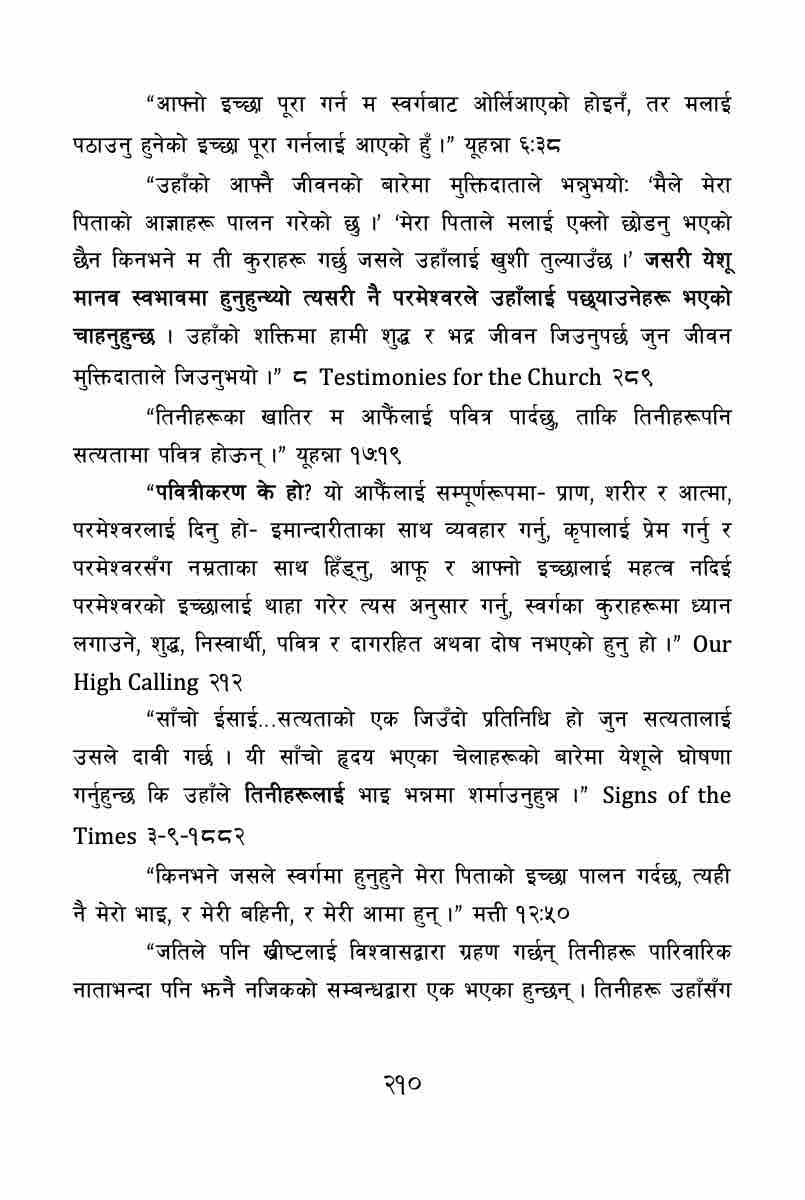 “आफ्नो इच्छा पूरा गर्न म स्वर्गबाट ओर्लिआएको होइनँ, तर मलाई
पठाउनु हुनेको इच्छा पूरा गर्नलाई आएको हुँ ।” यूहन्ना ६:३८
“उहाँको आफ्नै जीवनको बारेमा मुक्तिदाताले भन्नुभयोः ‘मैले मेरा
पिताको आज्ञाहरू पालन गरेको छु ।’ ‘मेरा पिताले मलाई एक्लो छोडनु भएको
छैन किनभने म ती कुराहरू गर्छु जसले उहाँलाई खुशी तुल्याउँछ ।’ जसरी येशू
मानव स्वभावमा हुनुहुन्थ्यो त्यसरी नै परमेश्वरले उहाँलाई पछ्याउनेहरू भएको
चाहनुहुन्छ । उहाँको शक्तिमा हामी शुद्ध र भद्र जीवन जिउनुपर्छ जुन जीवन
मुक्तिदाताले जिउनुभयो ।” ८ Testimonies for the Church २८९
“तिनीहरूका खातिर म आफैंलाई पवित्र पार्दछु, ताकि तिनीहरूपनि
सत्यतामा पवित्र होऊन् ।” यूहन्ना १७:१९
“पवित्रीकरण के हो? यो आफैंलाई सम्पूर्णरूपमा- प्राण, शरीर र आत्मा,
परमेश्वरलाई दिनु हो- इमान्दारीताका साथ व्यवहार गर्नु, कृपालाई प्रेम गर्नु र
परमेश्वरसँग नम्रताका साथ हिँड्नु, आफू र आफ्नो इच्छालाई महत्व नदिई
परमेश्वरको इच्छालाई थाहा गरेर त्यस अनुसार गर्नु, स्वर्गका कुराहरूमा ध्यान
लगाउने, शुद्ध, निस्वार्थी, पवित्र र दागरहित अथवा दोष नभएको हुनु हो ।” Our
High Calling २१२
“साँचो ईसाई...सत्यताको एक जिउँदो प्रतिनिधि हो जुन सत्यतालाई
उसले दावी गर्छ । यी साँचो हृदय भएका चेलाहरूको बारेमा येशूले घोषणा
गर्नुहुन्छ कि उहाँले तिनीहरूलाई भाइ भन्नमा शर्माउनुहुन्न ।” Signs of the
Times ३-९-१८८२
“किनभने जसले स्वर्गमा हुनुहुने मेरा पिताको इच्छा पालन गर्दछ, त्यही
नै मेरो भाइ, र मेरी बहिनी, र मेरी आमा हुन् ।” मत्ती १२:५०
“जतिले पनि ख्रीष्टलाई विश्वासद्वारा ग्रहण गर्छन् तिनीहरू पारिवारिक
नाताभन्दा पनि झनै नजिकको सम्बन्धद्वारा एक भएका हुन्छन् । तिनीहरू उहाँसँग
२१०